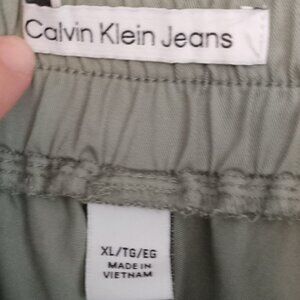 Calvin Klein Jeans
XL/TG/EG
MADE IN
VIETNAM